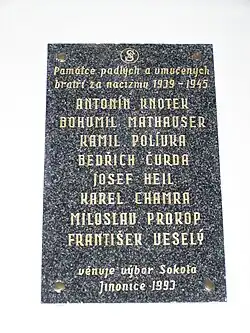 Památce padlých a umučených
bratří za nacizmu 1939-1945
ANTONÍN KNOTEK
BOHUMIL MATHAUSER
KAMIL POLÍVKA
BEDŘICH ČURDA
JOSEF HEJL
KAREL CHAMRA
MILOSLAV PROKOP
FRANTIŠEK VESELÝ
věnuje výbor Sokola
Jinonice 1993